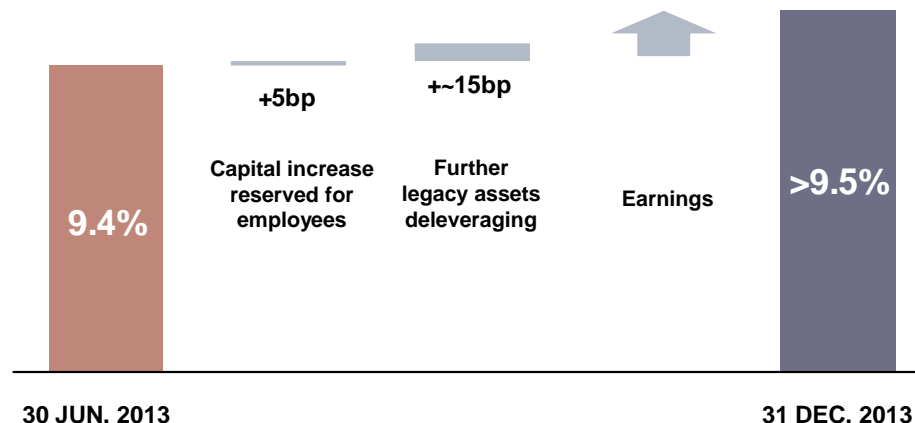 +5bp
+~15bp
Capital increase
reserved for
employees
Further
legacy assets
deleveraging
Earnings
9.4%
>9.5%
30 JUN. 2013
31 DEC. 2013